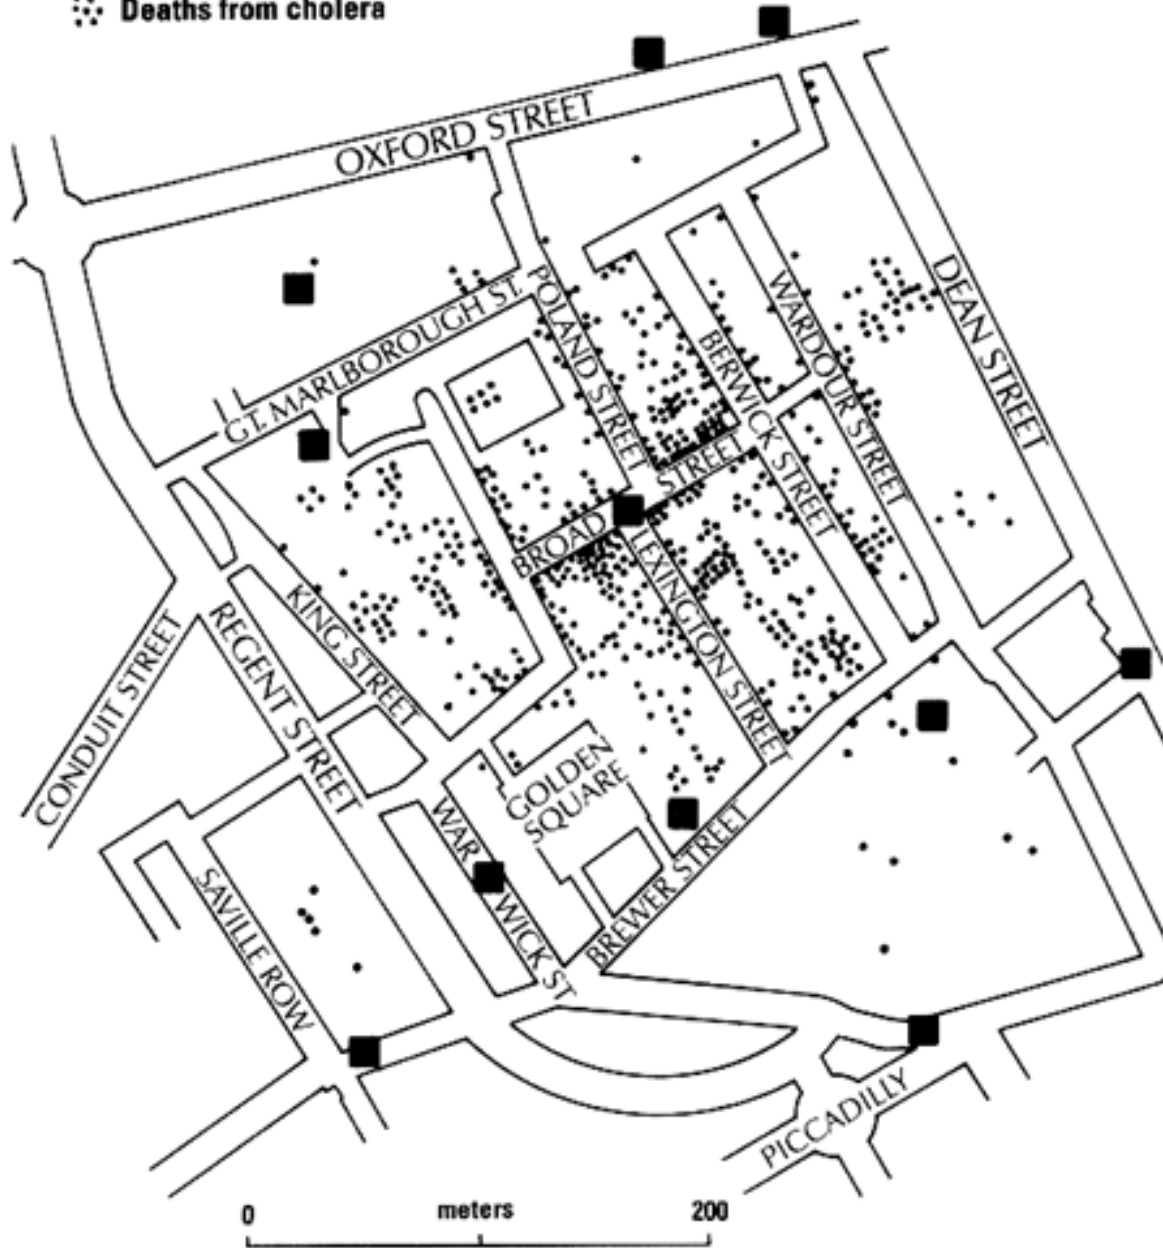 Deaths from cholera
OXFORD STREET
GT. MARLBOROUGH ST.
POLAND STREET
DEAN STREET
WARDOUR STREET
BERWICK STREET
BROAD STREET
LEXINGTON STREET
KING STREET
REGENT STREET
CONDUIT STREET
GOLDEN
SQUARE
WARWICK ST
BREWER STREET
SAVILLE ROW
PICCADILLY
0 meters 200